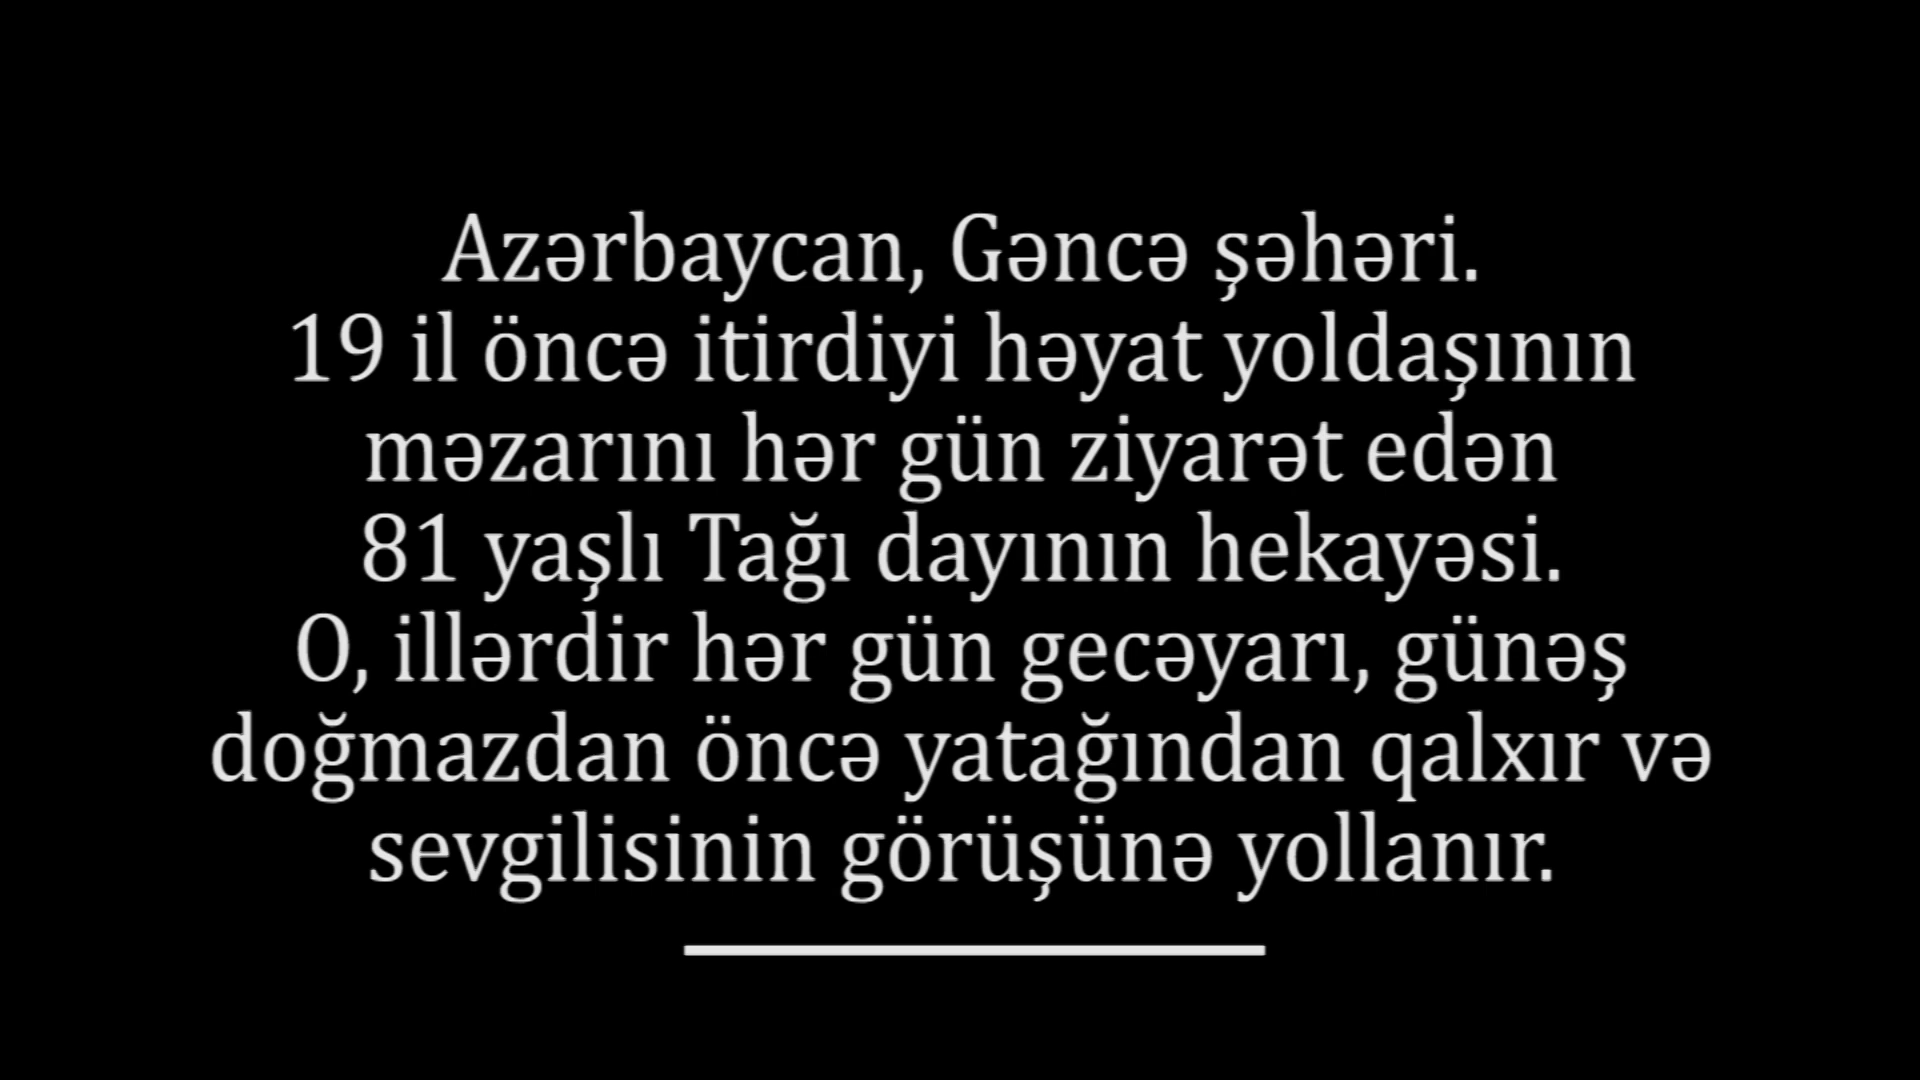 Azərbaycan, Gəncə şəhəri.
19 il öncə itirdiyi həyat yoldaşının
məzarını hər gün ziyarət edən
81 yaşlı Tağı dayının hekayəsi.
O, illərdir hər gün gecəyarı, günəş
doğmazdan öncə yatağından qalxır və
sevgilisinin görüşünə yollanır.